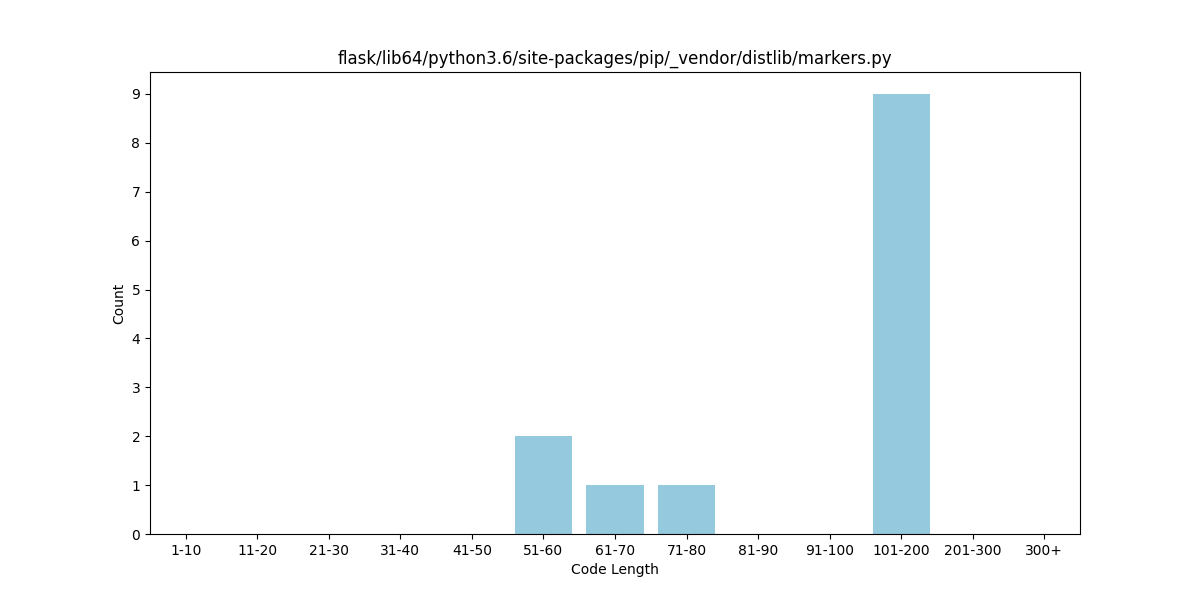 flask/lib64/python3.6/site-packages/pip/_vendor/distlib/markers.py
9
8
7
6
5
4
3
2
1
0
Count
1-10 11-20 21-30 31-40 41-50 51-60 61-70 71-80 81-90 91-100 101-200 201-300 300+
Code Length